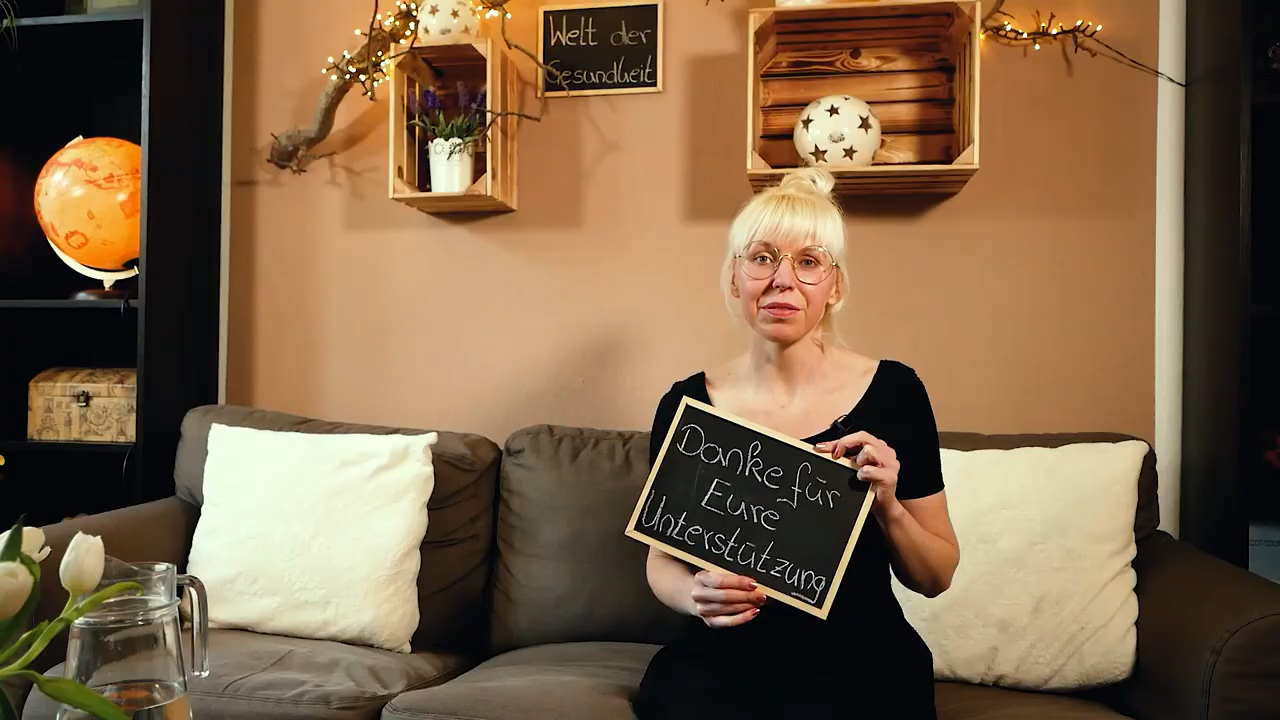 Welt der
Gesundheit
Danke für
Eure
Unterstützung